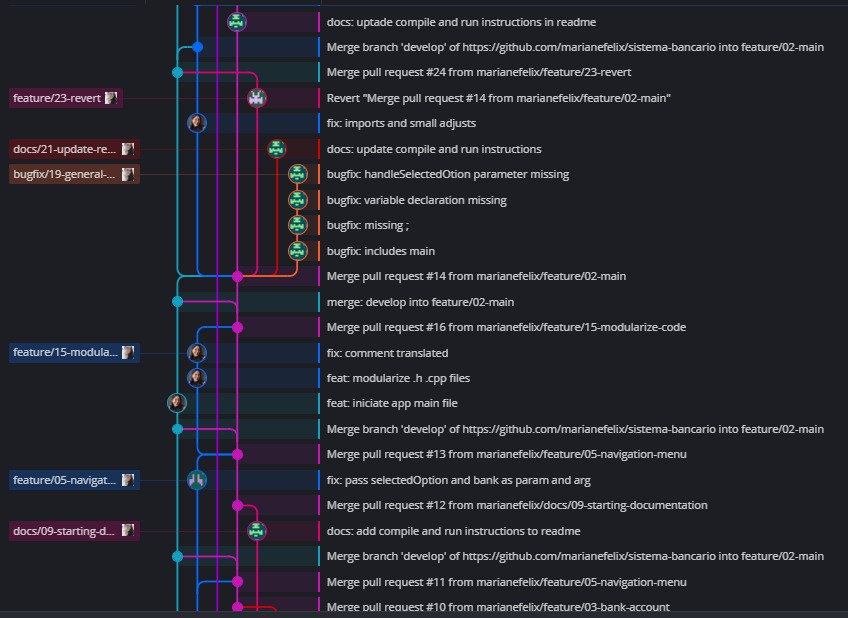 docs: uptade compile and run instructions in readme
Merge branch 'develop' of https://github.com/marianefelix/sistema-bancario into feature/02-main
Merge pull request #24 from marianefelix/feature/23-revert
feature/23-revert Revert "Merge pull request #14 from marianefelix/feature/02-main"
fix: imports and small adjusts
docs/21-update-re... docs: update compile and run instructions
bugfix/19-general-... bugfix: handleSelectedOtion parameter missing
bugfix: variable declaration missing
bugfix: missing ;
bugfix: includes main
Merge pull request #14 from marianefelix/feature/02-main
merge: develop into feature/02-main
Merge pull request #16 from marianefelix/feature/15-modularize-code
feature/15-modula... fix: comment translated
feat: modularize .h .cpp files
feat: iniciate app main file
Merge branch 'develop' of https://github.com/marianefelix/sistema-bancario into feature/02-main
Merge pull request #13 from marianefelix/feature/05-navigation-menu
feature/05-navigat... fix: pass selectedOption and bank as param and arg
Merge pull request #12 from marianefelix/docs/09-starting-documentation
docs/09-starting-d... docs: add compile and run instructions to readme
Merge branch 'develop' of https://github.com/marianefelix/sistema-bancario into feature/02-main
Merge pull request #11 from marianefelix/feature/05-navigation-menu
Merge pull request #10 from marianefelix/feature/03-bank-account